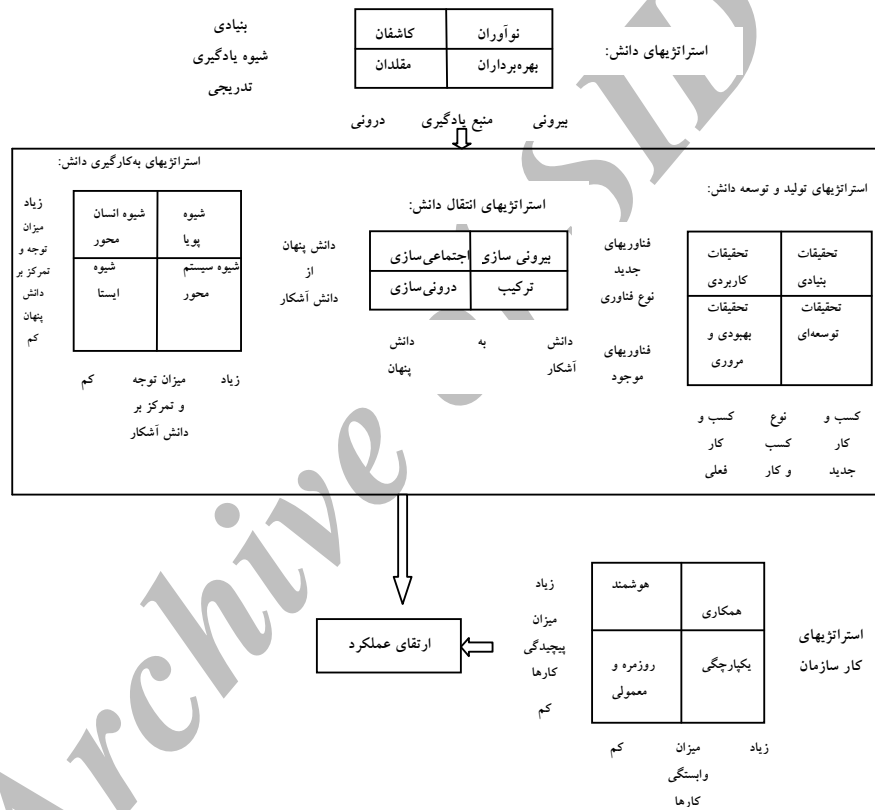 استراتژیهای دانش:
نوآوران
کاشفان
بهره‌برداران
مقلدان
بنیادی
شیوه یادگیری
تدریجی
بیرونی
منبع یادگیری
درونی
استراتژیهای تولید و توسعه دانش:
تحقیقات
بنیادی
تحقیقات
کاربردی
تحقیقات
توسعه‌ای
تحقیقات
بهبودی و
مروری
فناوریهای
جدید
نوع فناوری
فناوریهای
موجود
کسب و
کار
جدید
نوع
کسب
و کار
کسب و
کار
فعلی
استراتژیهای انتقال دانش:
بیرونی سازی
اجتماعی‌سازی
ترکیب
درونی‌سازی
دانش پنهان
از
دانش آشکار
دانش
آشکار
به
دانش
پنهان
استراتژیهای به‌کارگیری دانش:
شیوه
پویا
شیوه انسان
محور
شیوه سیستم
محور
شیوه
ایستا
زیاد
میزان
توجه و
تمرکز بر
دانش
پنهان
کم
زیاد
میزان توجه
و تمرکز بر
دانش آشکار
کم
استراتژیهای
کار سازمان
همکاری
هوشمند
یکپارچگی
روزمره و
معمولی
زیاد
میزان
پیچیدگی
کارها
کم
زیاد
میزان
وابستگی
کارها
کم
ارتقای عملکرد
Archive of SID